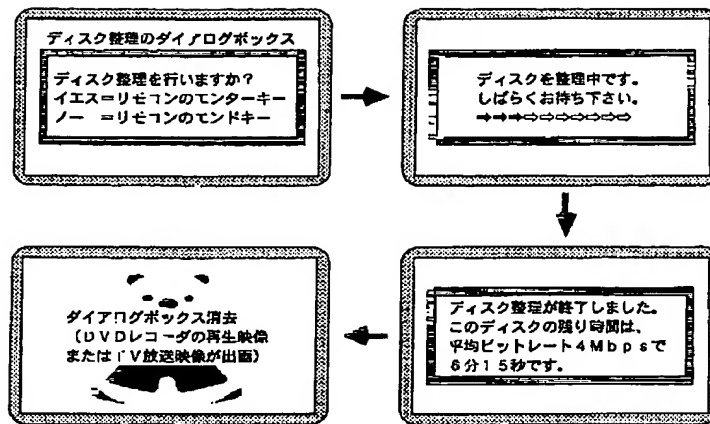 ディスク整理のダイアログボックス
ディスク整理を行いますか?
イエス=リモコンのエンターキー
ノー =リモコンのエンドキー
ディスクを整理中です。
しばらくお待ち下さい。
➡➡➡⇨⇨⇨⇨⇨⇨⇨
ディスク整理が終了しました。
このディスクの残り時間は、
平均ビットレート4Mbpsで
6分15秒です。
ダイアログボックス消去
(DVDレコーダの再生映像
またはTV放送映像が出画)